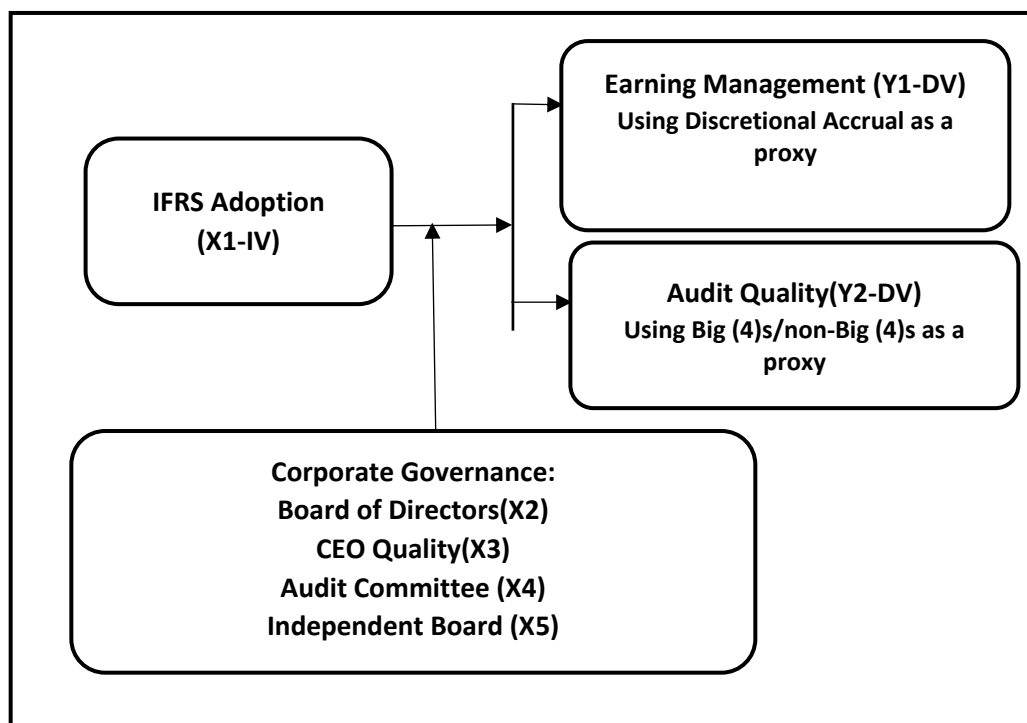 Earning Management (Y1-DV)
Using Discretional Accrual as a
proxy
IFRS Adoption
(X1-IV)
Audit Quality(Y2-DV)
Using Big (4)s/non-Big (4)s as a
proxy
Corporate Governance:
Board of Directors(X2)
CEO Quality(X3)
Audit Committee (X4)
Independent Board (X5)